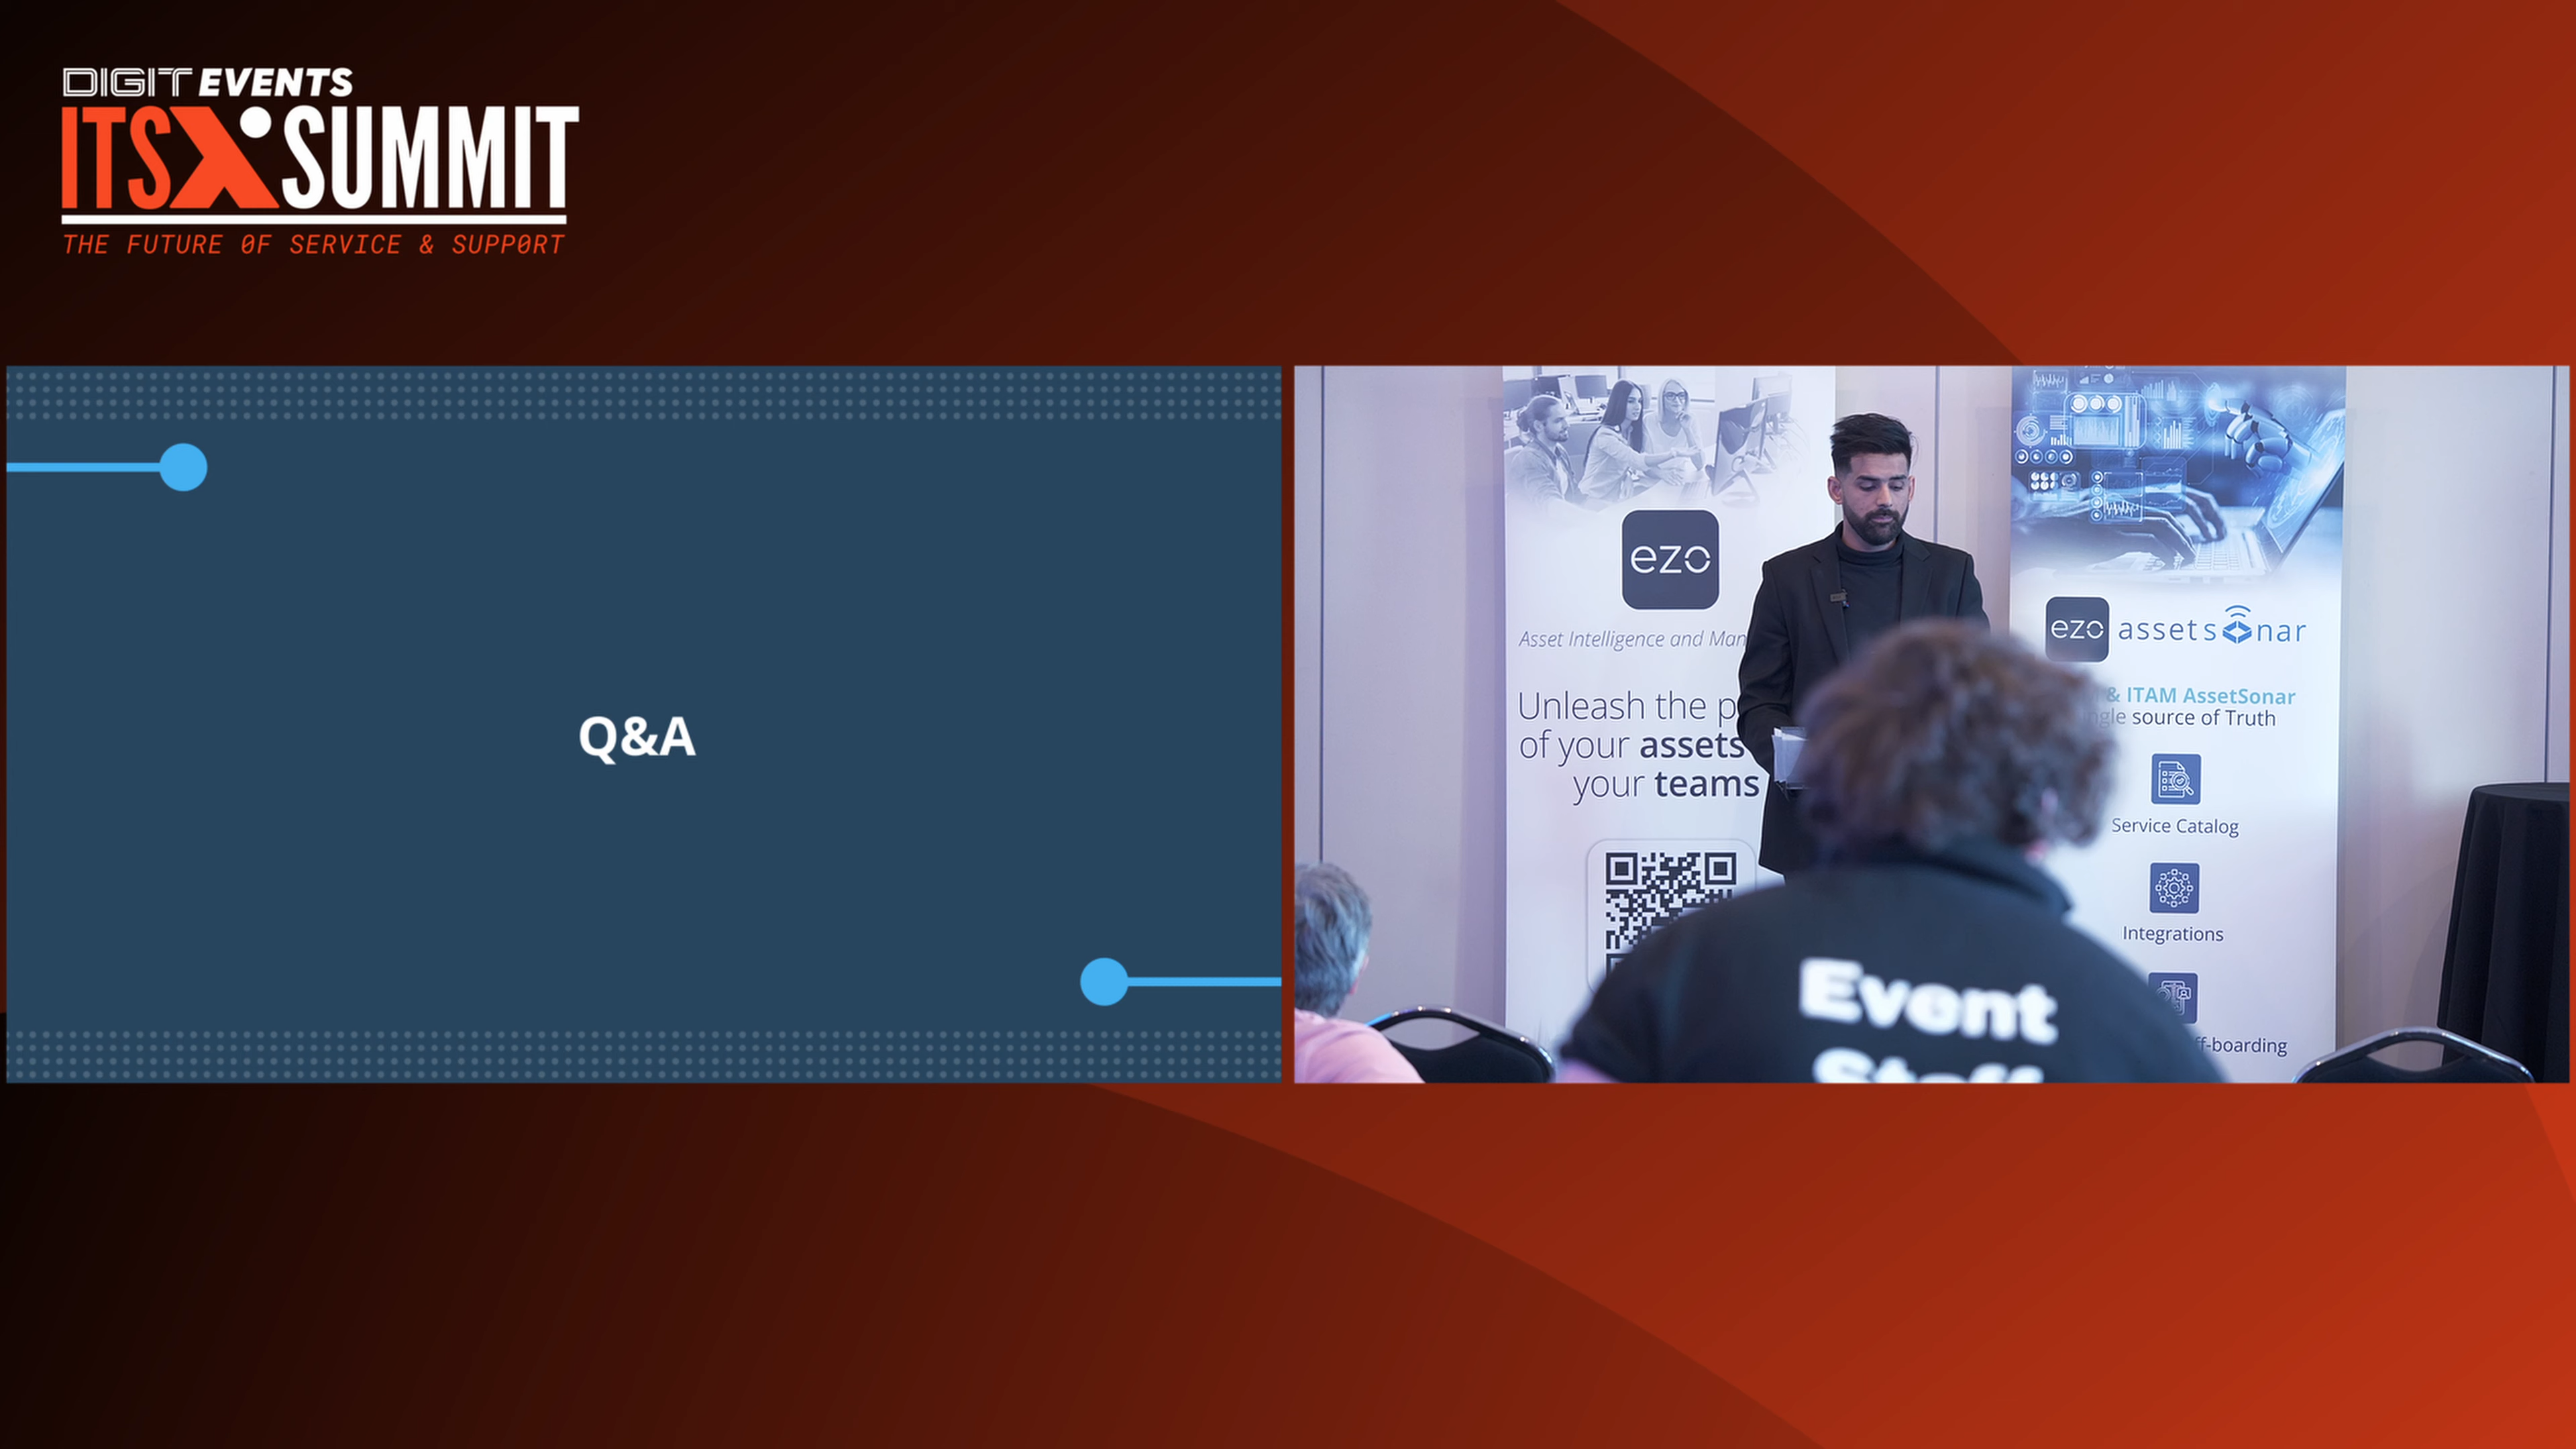 DIGIT EVENTS
ITSX SUMMIT
THE FUTURE 0F SERVICE & SUPP0RT
Q&A
ezo
Asset Intelligence and Man
Unleash the p
of your assets
your teams
ezo assetsonar
& ITAM AssetSonar
ngle source of Truth
Service Catalog
Integrations
ff-boarding
Event
Staff